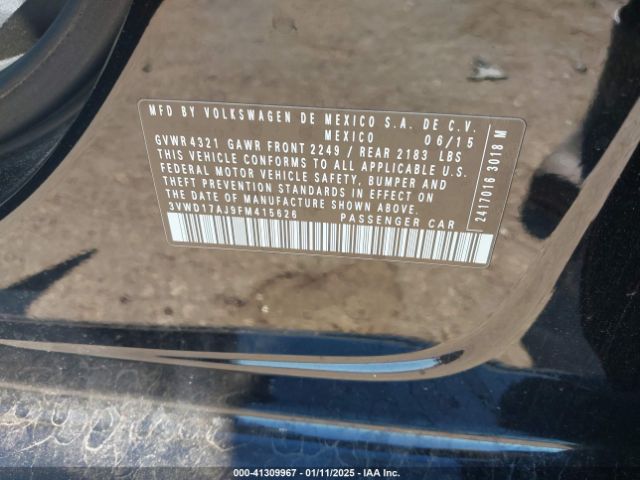 MFD BY VOLKSWAGEN DE MEXICO S.A. DE C.V.
MEXICO 06/15
GVWR 4321 GAWR FRONT 2249 / REAR 2183 LBS
THIS VEHICLE CONFORMS TO ALL APPLICABLE U.S.
FEDERAL MOTOR VEHICLE SAFETY, BUMPER AND
THEFT PREVENTION STANDARDS IN EFFECT ON
THE DATE OF MANUFACTURE SHOWN ABOVE.
3VWD17AJ9FM415626 PASSENGER CAR
2417016 3018 M
000-41309967 - 01/11/2025 - IAA Inc.